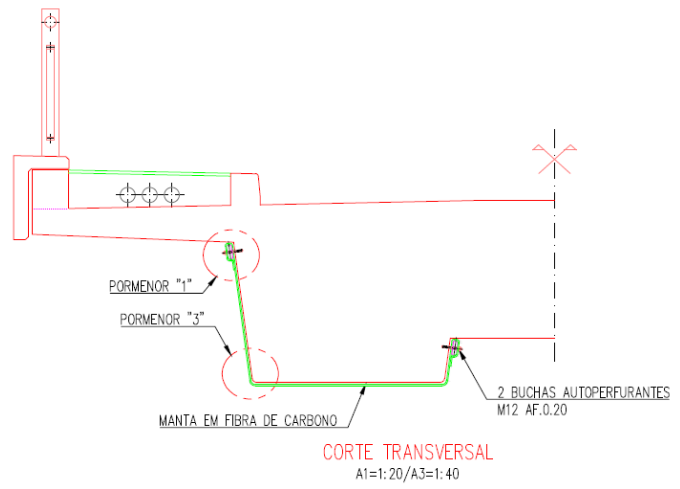 PORMENOR "1"
PORMENOR "3"
2 BUCHAS AUTOPERFURANTES
M12 AF.0.20
MANTA EM FIBRA DE CARBONO
CORTE TRANSVERSAL
A1=1:20/A3=1:40